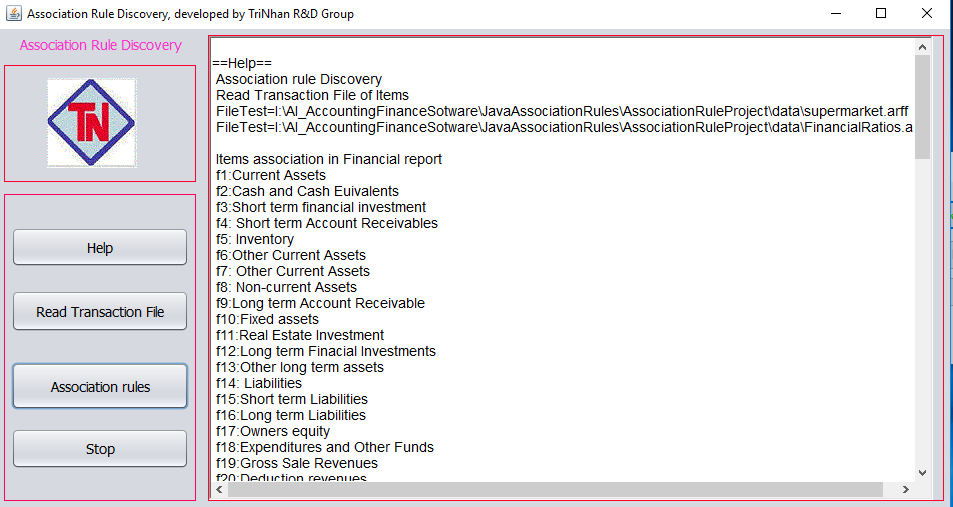 Association Rule Discovery, developed by TriNhan R&D Group
Association Rule Discovery
TN
Help
Read Transaction File
Association rules
Stop
==Help==
Association rule Discovery
Read Transaction File of Items
FileTest=I:\AI_AccountingFinanceSotware\JavaAssociationRules\AssociationRuleProject\data\supermarket.arff
FileTest=I:\AI_AccountingFinanceSotware\JavaAssociationRules\AssociationRuleProject\data\FinancialRatios.a
Items association in Financial report
f1:Current Assets
f2:Cash and Cash Euivalents
f3:Short term financial investment
f4: Short term Account Receivables
f5: Inventory
f6:Other Current Assets
f7: Other Current Assets
f8: Non-current Assets
f9:Long term Account Receivable
f10:Fixed assets
f11:Real Estate Investment
f12:Long term Finacial Investments
f13:Other long term assets
f14: Liabilities
f15:Short term Liabilities
f16:Long term Liabilities
f17:Owners equity
f18:Expenditures and Other Funds
f19:Gross Sale Revenues
f20:Deduction revenues